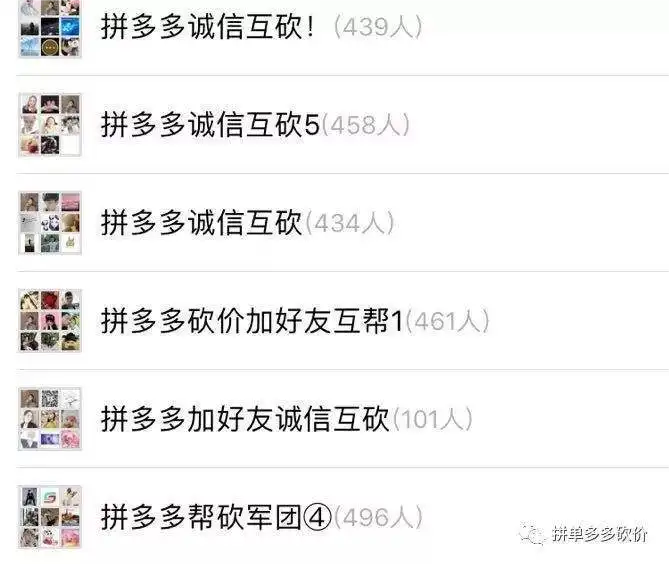 拼多多诚信互砍！(439人)
拼多多诚信互砍5(458人)
拼多多诚信互砍(434人)
拼多多砍价加好友互帮1(461人)
拼多多加好友诚信互砍(101人)
拼多多帮砍军团④(496人)
拼单多多砍价